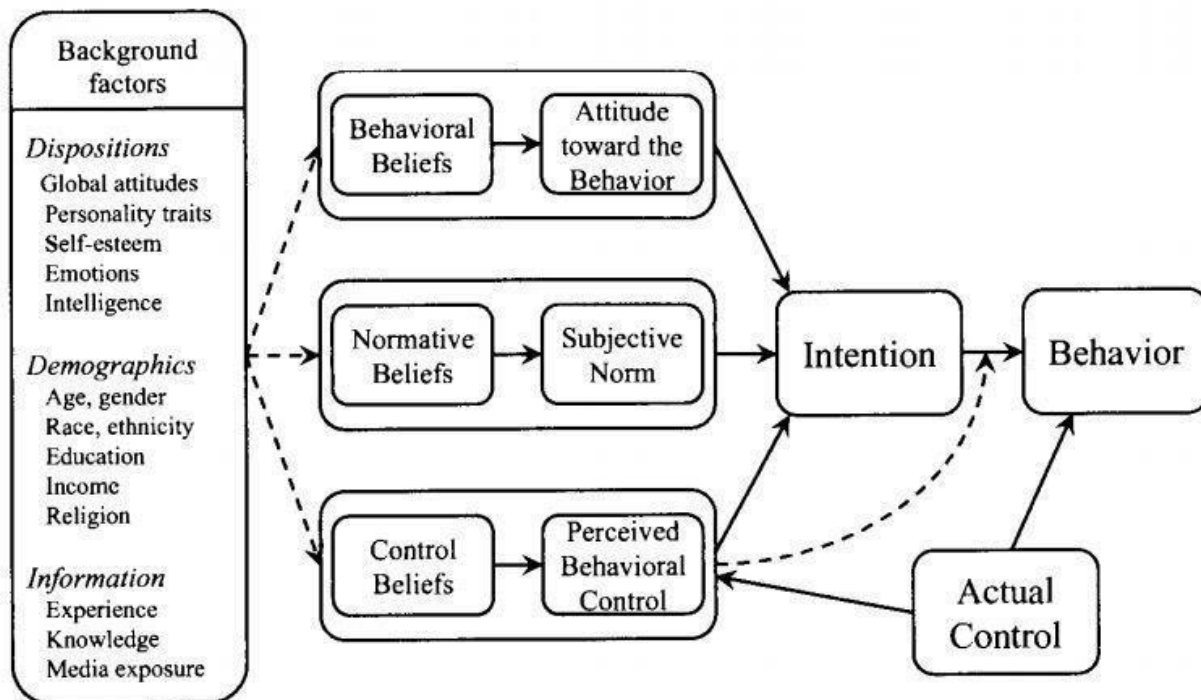 Background
factors
Dispositions
Global attitudes
Personality traits
Self-esteem
Emotions
Intelligence
Demographics
Age, gender
Race, ethnicity
Education
Income
Religion
Information
Experience
Knowledge
Media exposure
Behavioral
Beliefs
Attitude
toward the
Behavior
Normative
Beliefs
Subjective
Norm
Control
Beliefs
Perceived
Behavioral
Control
Intention
Behavior
Actual
Control